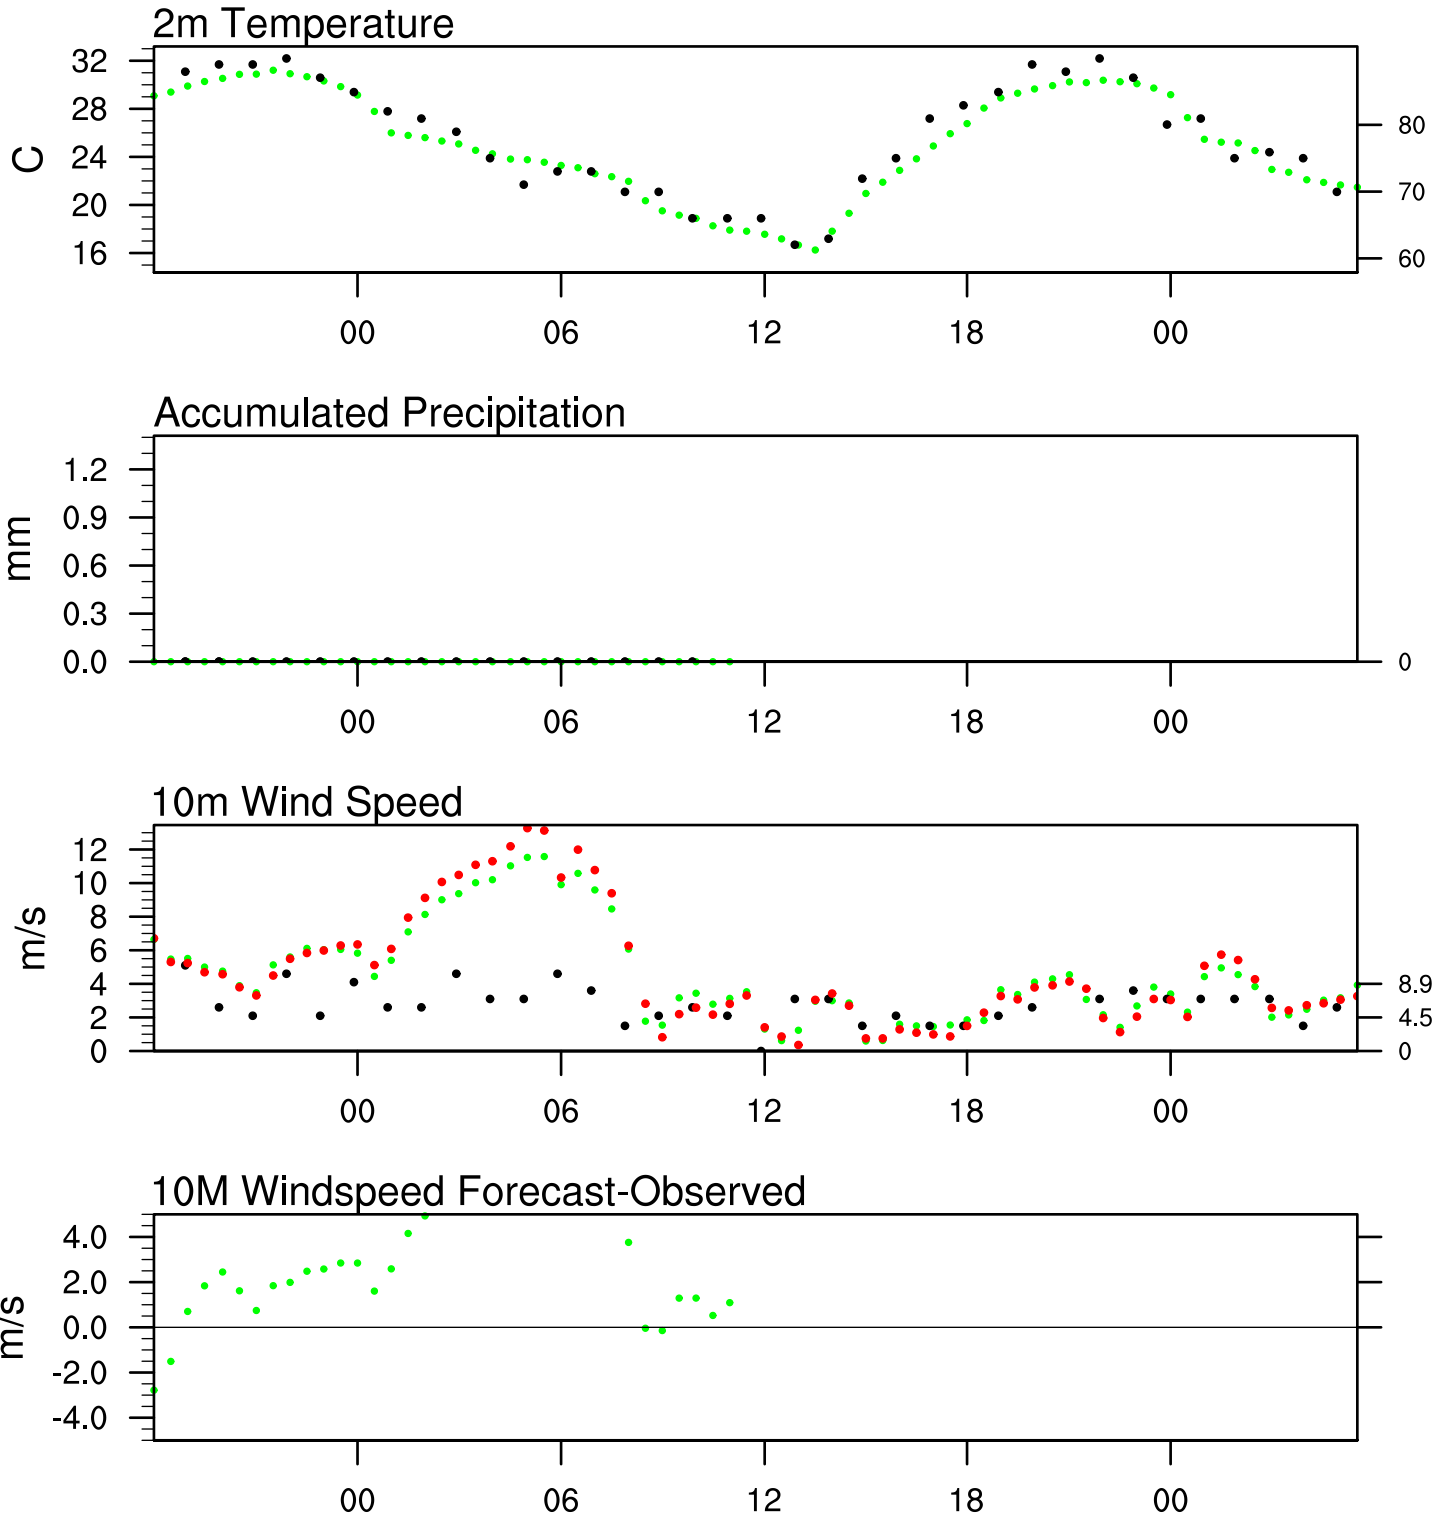 2m Temperature
32
28
24
20
16
C
80
70
60
00 06 12 18 00
Accumulated Precipitation
1.2
0.9
0.6
0.3
0.0
mm
0
00 06 12 18 00
10m Wind Speed
12
10
8
6
4
2
0
m/s
8.9
4.5
0
00 06 12 18 00
10M Windspeed Forecast-Observed
4.0
2.0
0.0
-2.0
-4.0
m/s
00 06 12 18 00